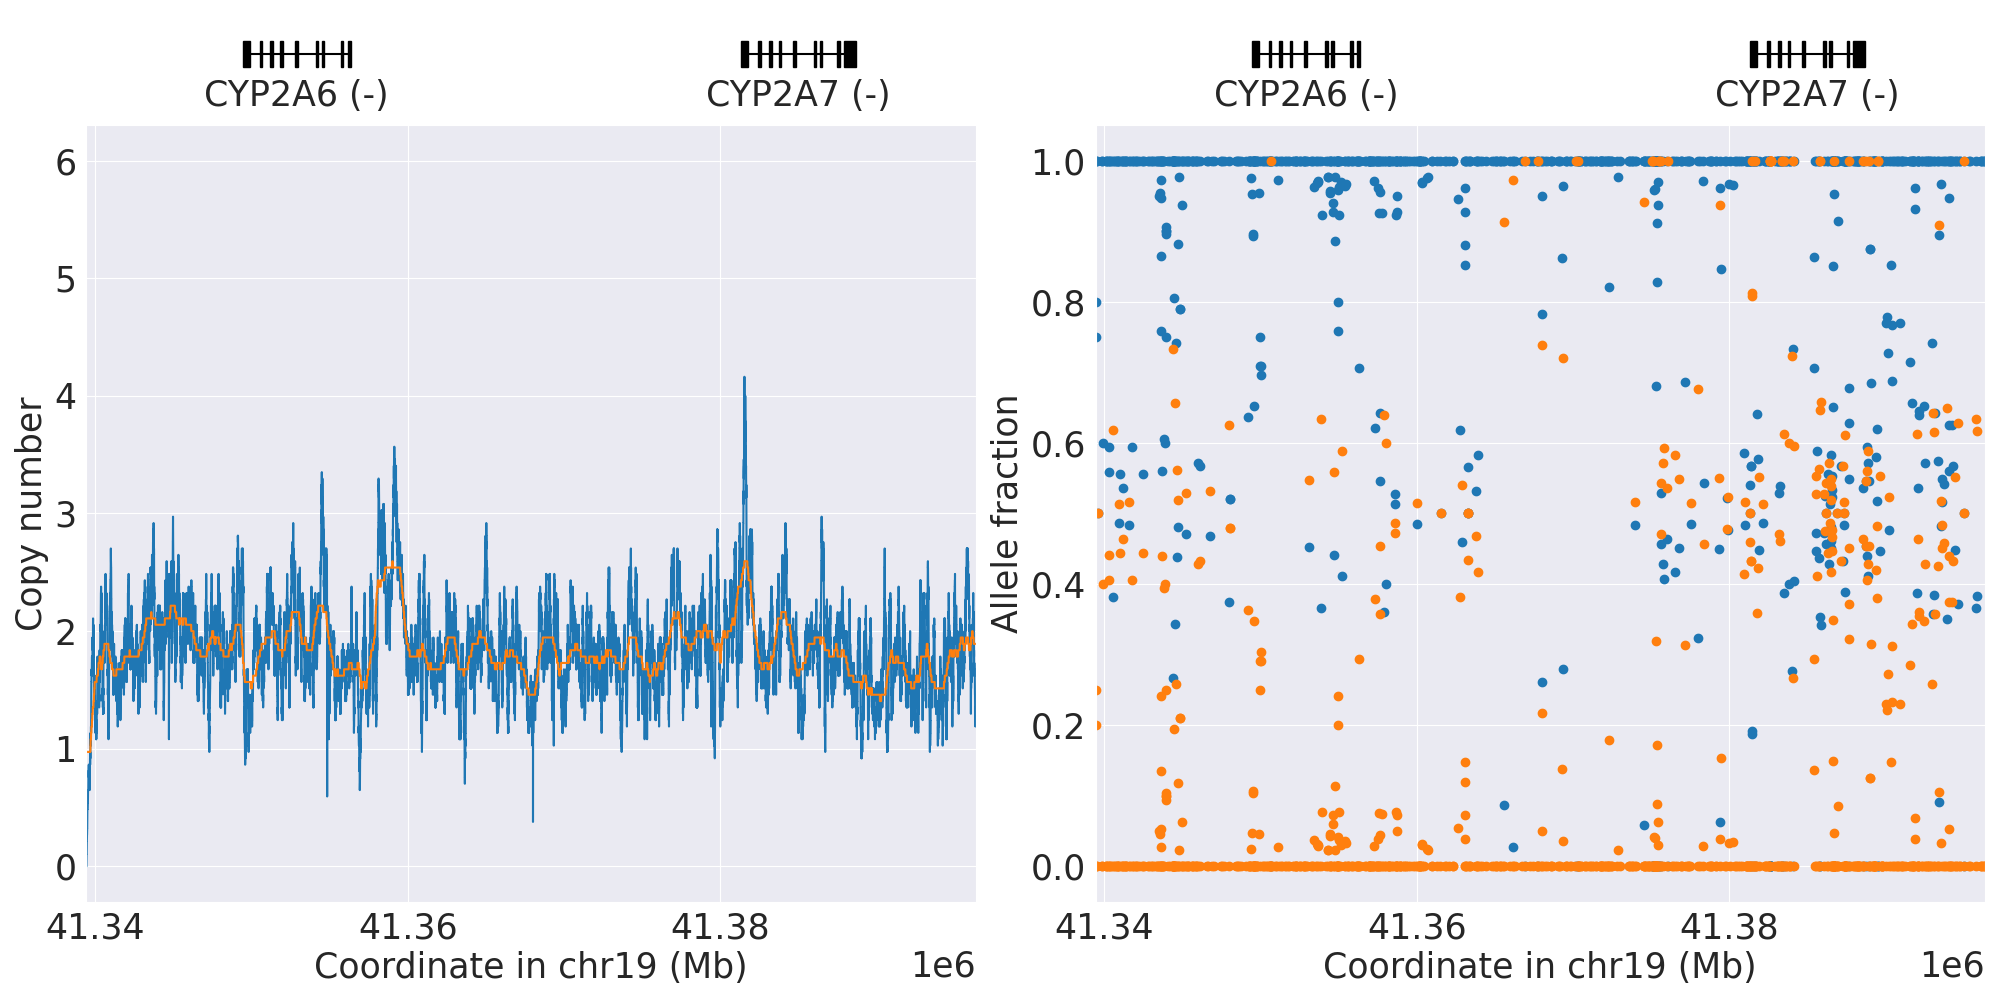 CYP2A6 (-) CYP2A7 (-)
6
5
4
3
2
1
0
Copy number
41.34 41.36 41.38
Coordinate in chr19 (Mb) 1e6
CYP2A6 (-) CYP2A7 (-)
1.0
0.8
0.6
0.4
0.2
0.0
Allele fraction
41.34 41.36 41.38
Coordinate in chr19 (Mb) 1e6